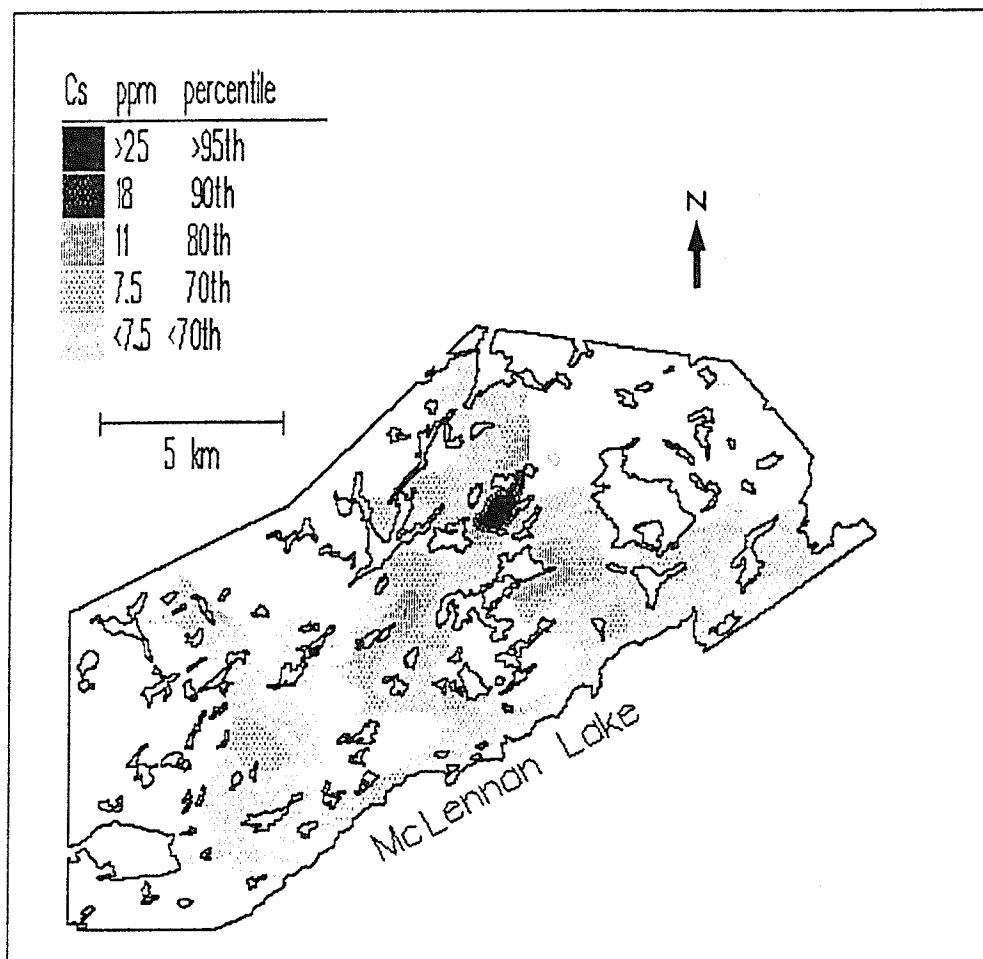 Cs ppm percentile
>25 >95th
18 90th
11 80th
7.5 70th
<7.5 <70th
N
5 km
McLennan Lake